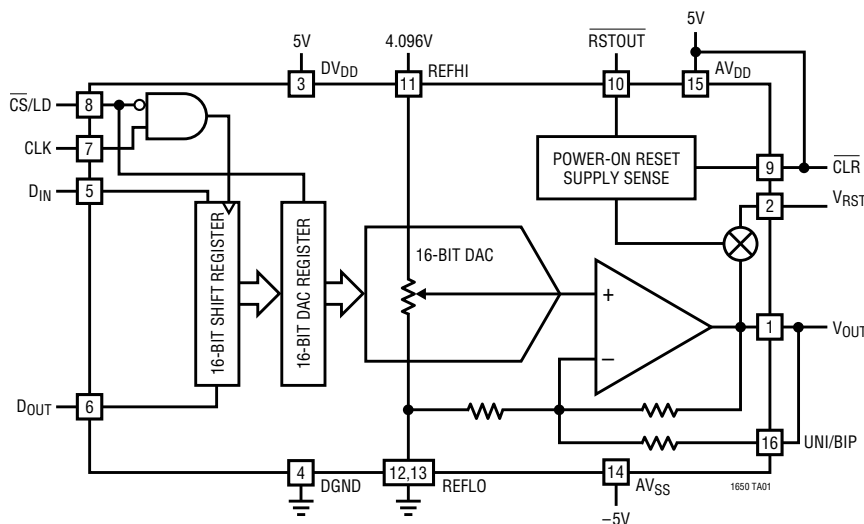 5V
5V
4.096V
RSTOUT
DVDD
REFHI
AVDD
3
11
10
15
CS/LD
8
CLK
7
POWER-ON RESET
SUPPLY SENSE
9
CLR
DIN
5
2
VRST
16-BIT SHIFT REGISTER
16-BIT DAC REGISTER
16-BIT DAC
+
–
1
VOUT
DOUT
6
16
UNI/BIP
4
DGND
12,13
REFLO
14
AVSS
1650 TA01
–5V